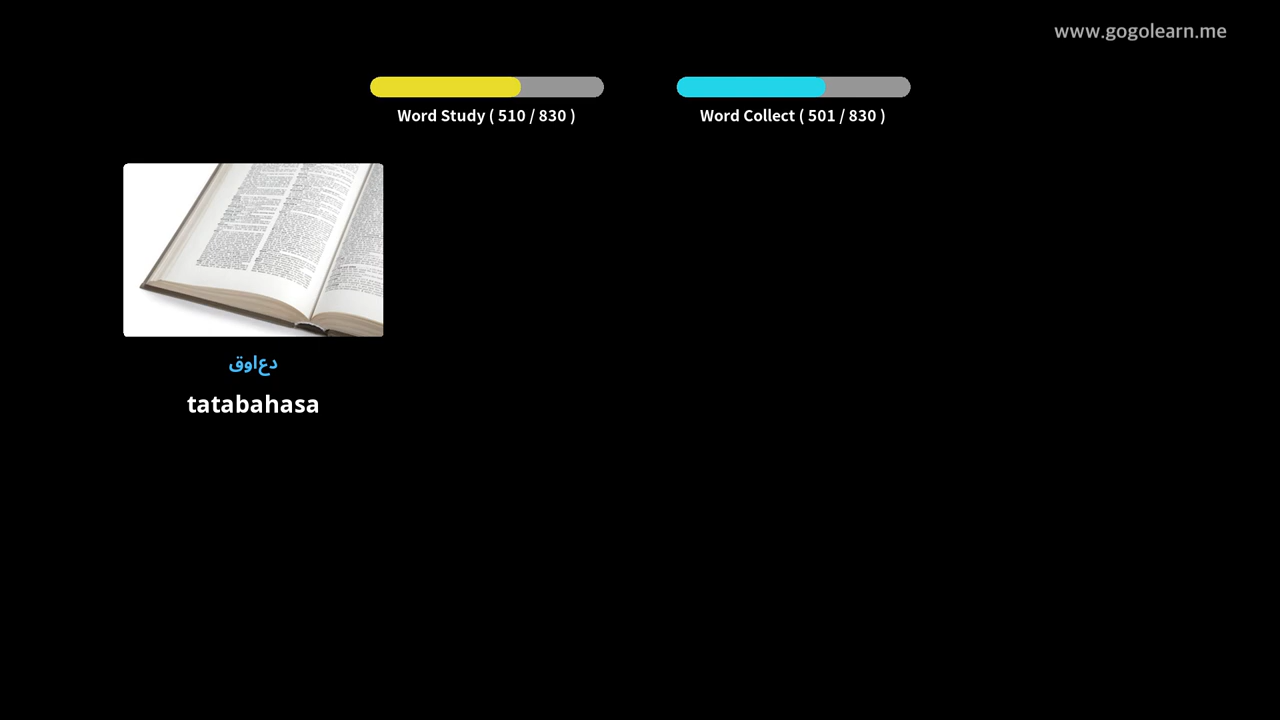 www.gogolearn.me
Word Study ( 510 / 830 )
Word Collect ( 501 / 830 )
دعاوق
tatabahasa